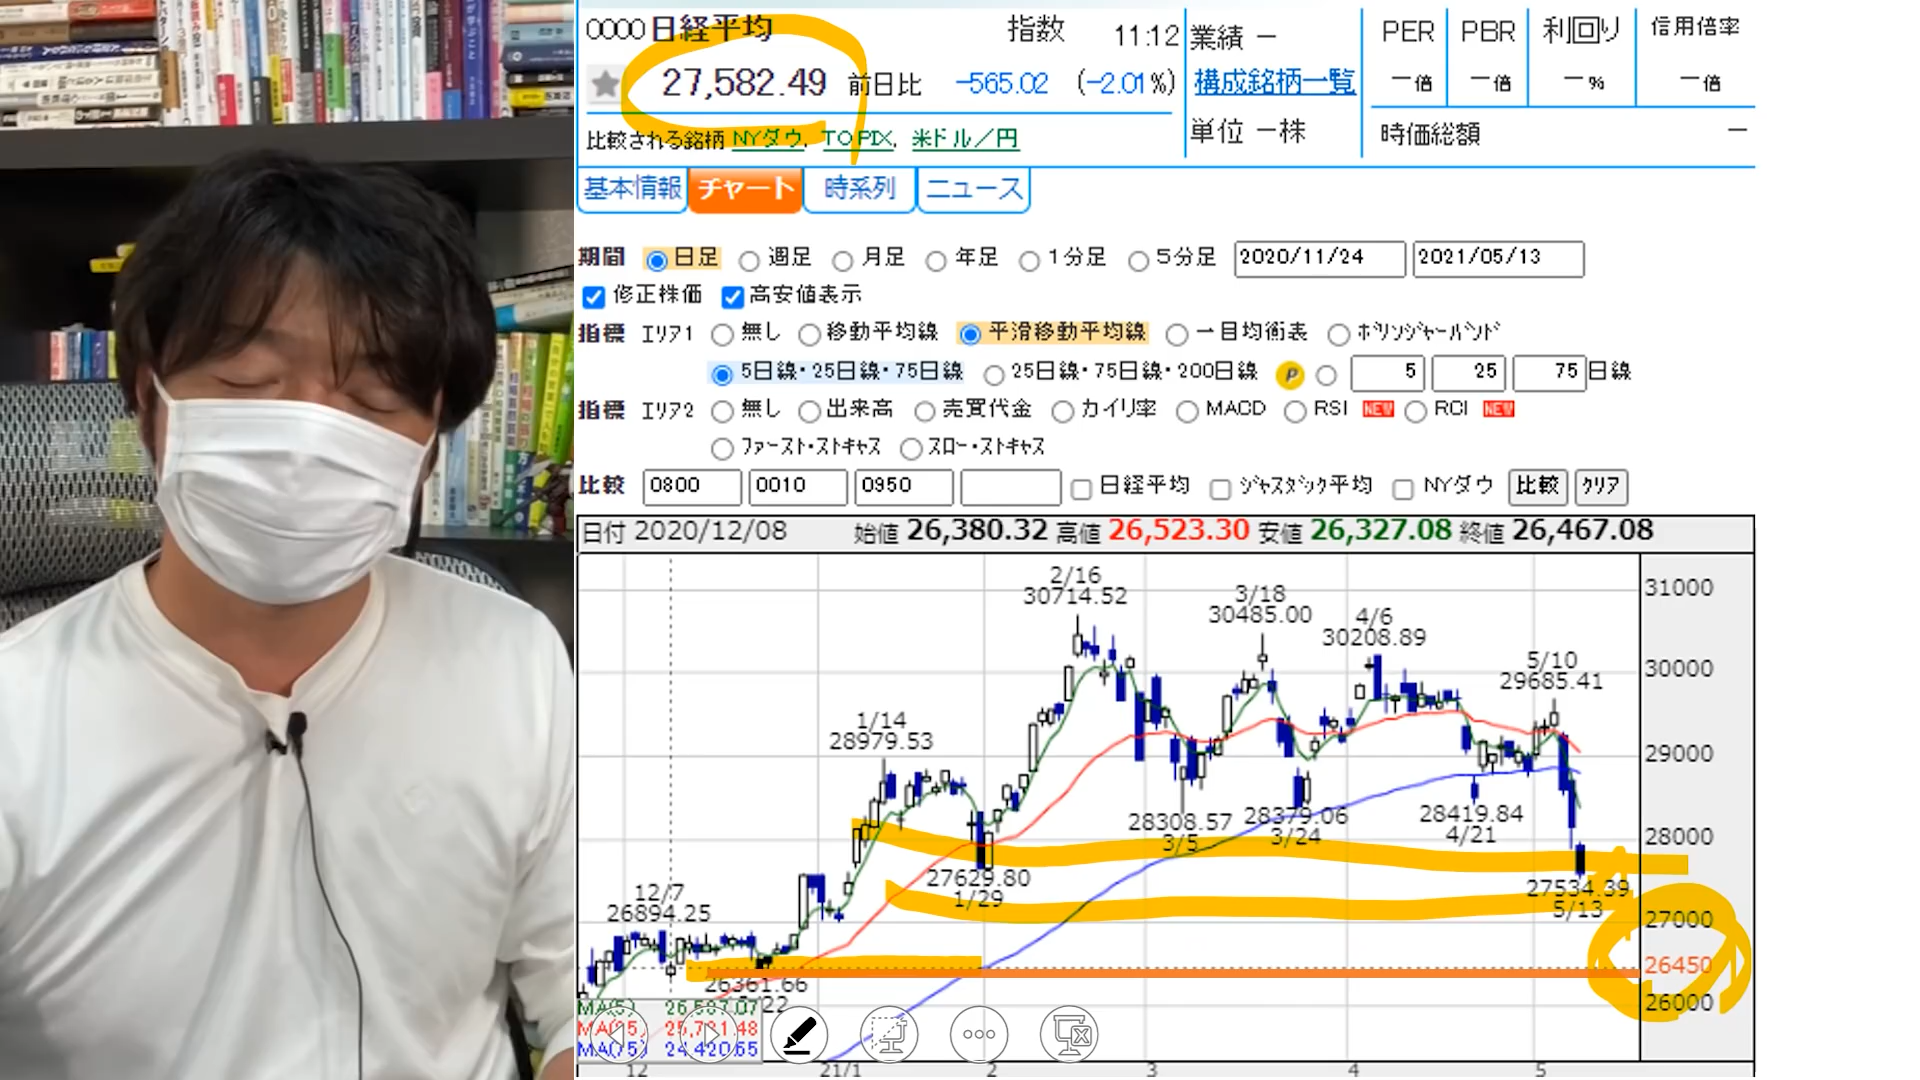 0000 日経平均 指数 11:12
27,582.49 前日比 -565.02 (-2.01%)
比較される銘柄 NYダウ, TOPIX, 米ドル/円
業績 －
構成銘柄一覧
単位 －株
PER PBR 利回り 信用倍率
－倍 －倍 －% －倍
時価総額 －
基本情報 チャート 時系列 ニュース
期間 日足 週足 月足 年足 1分足 5分足 2020/11/24 2021/05/13
修正株価 高安値表示
指標 エリア1 無し 移動平均線 平滑移動平均線 一目均衡表 ボリンジャーバンド
5日線・25日線・75日線 25日線・75日線・200日線 P 5 25 75 日線
指標 エリア2 無し 出来高 売買代金 カイリ率 MACD RSI NEW RCI NEW
ファースト・ストキャス スロー・ストキャス
比較 0800 0010 0950 日経平均 ジャスダック平均 NYダウ 比較 クリア
日付 2020/12/08 始値 26,380.32 高値 26,523.30 安値 26,327.08 終値 26,467.08
2/16
30714.52
3/18
30485.00
4/6
30208.89
5/10
29685.41
1/14
28979.53
28308.57
3/5
28379.06
3/24
28419.84
4/21
27629.80
1/29
27534.39
5/13
12/7
26894.25
26361.66
31000
30000
29000
28000
27000
26450
26000
MA(5) 26,587.07
MA(25) 25,731.48
MA(75) 24,420.65
12 21/1 2 3 4 5